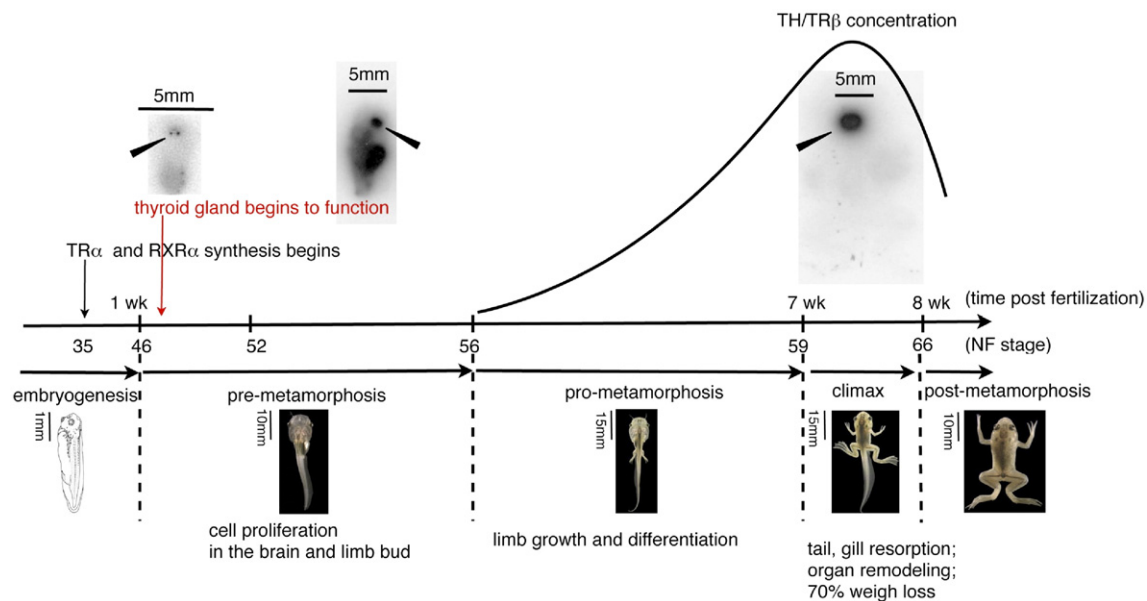 TH/TRβ concentration
5mm
5mm
5mm
thyroid gland begins to function
TRα and RXRα synthesis begins
1 wk
7 wk
8 wk
(time post fertilization)
35
46
52
56
59
66
(NF stage)
embryogenesis
pre-metamorphosis
pro-metamorphosis
climax
post-metamorphosis
1mm
10mm
15mm
15mm
10mm
cell proliferation
in the brain and limb bud
limb growth and differentiation
tail, gill resorption;
organ remodeling;
70% weigh loss